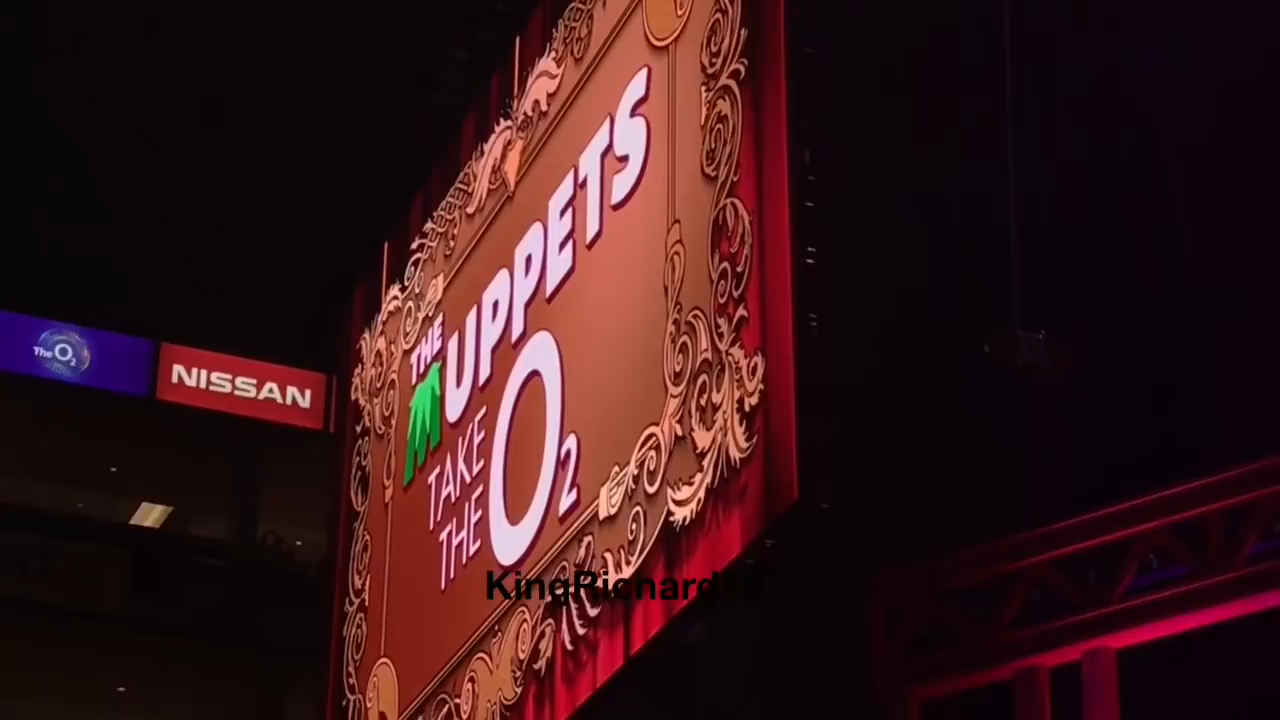 The O2
NISSAN
THE
MUPPETS
TAKE
THE
O2